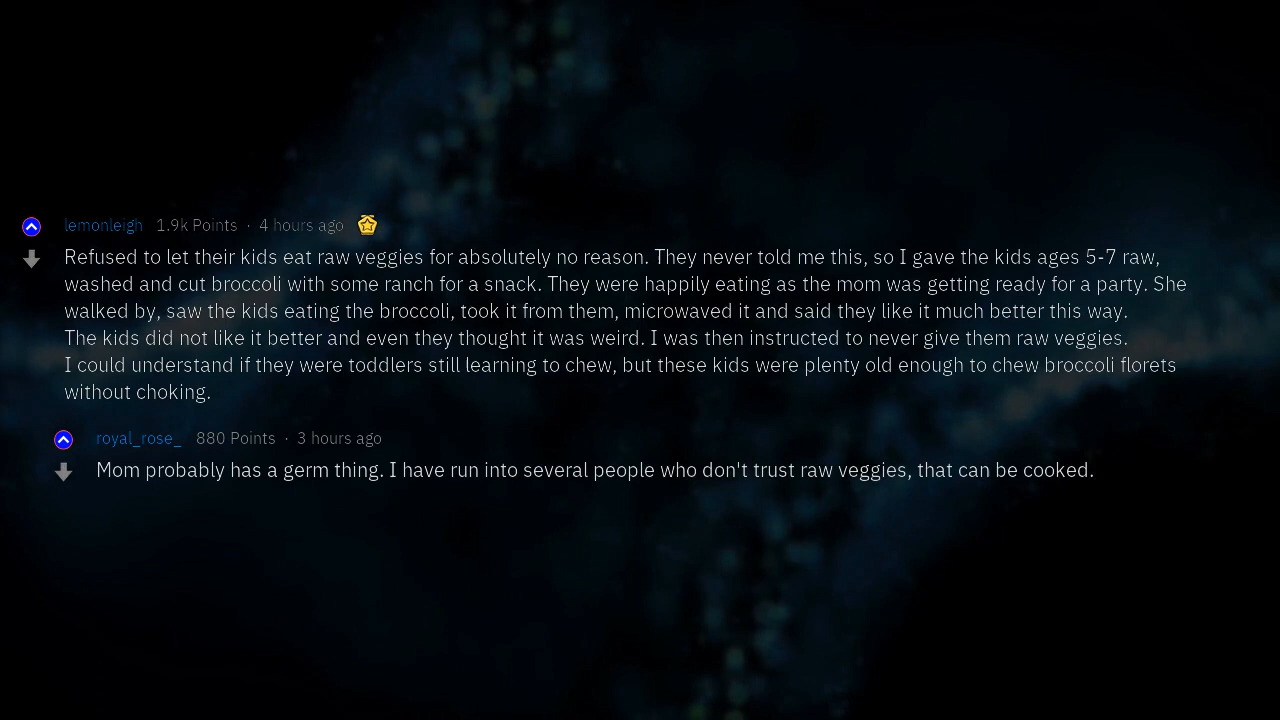 lemonleigh 1.9k Points · 4 hours ago
Refused to let their kids eat raw veggies for absolutely no reason. They never told me this, so I gave the kids ages 5-7 raw,
washed and cut broccoli with some ranch for a snack. They were happily eating as the mom was getting ready for a party. She
walked by, saw the kids eating the broccoli, took it from them, microwaved it and said they like it much better this way.
The kids did not like it better and even they thought it was weird. I was then instructed to never give them raw veggies.
I could understand if they were toddlers still learning to chew, but these kids were plenty old enough to chew broccoli florets
without choking.
royal_rose_ 880 Points · 3 hours ago
Mom probably has a germ thing. I have run into several people who don't trust raw veggies, that can be cooked.